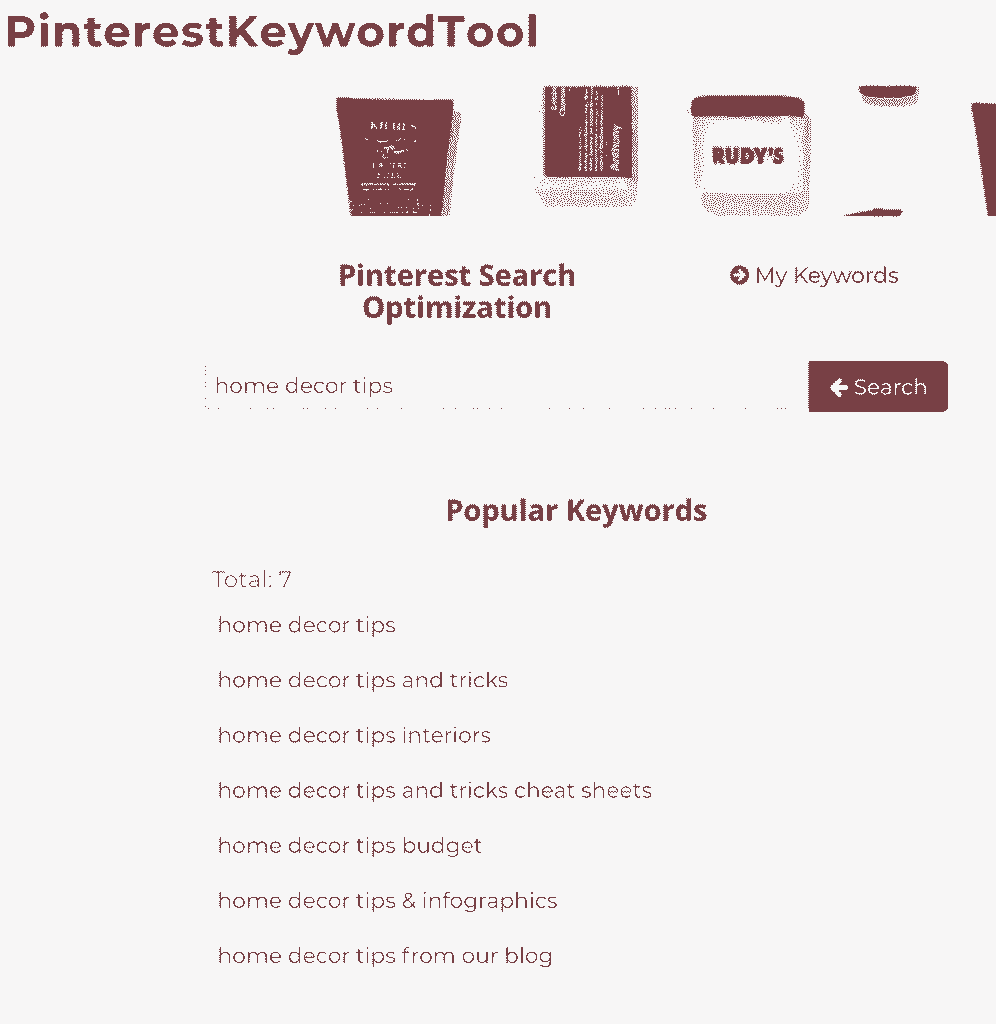 PinterestKeywordTool
KIEHL'S
Anthony
RUDY'S
Pinterest Search
Optimization
My Keywords
home decor tips
Search
Popular Keywords
Total: 7
home decor tips
home decor tips and tricks
home decor tips interiors
home decor tips and tricks cheat sheets
home decor tips budget
home decor tips & infographics
home decor tips from our blog